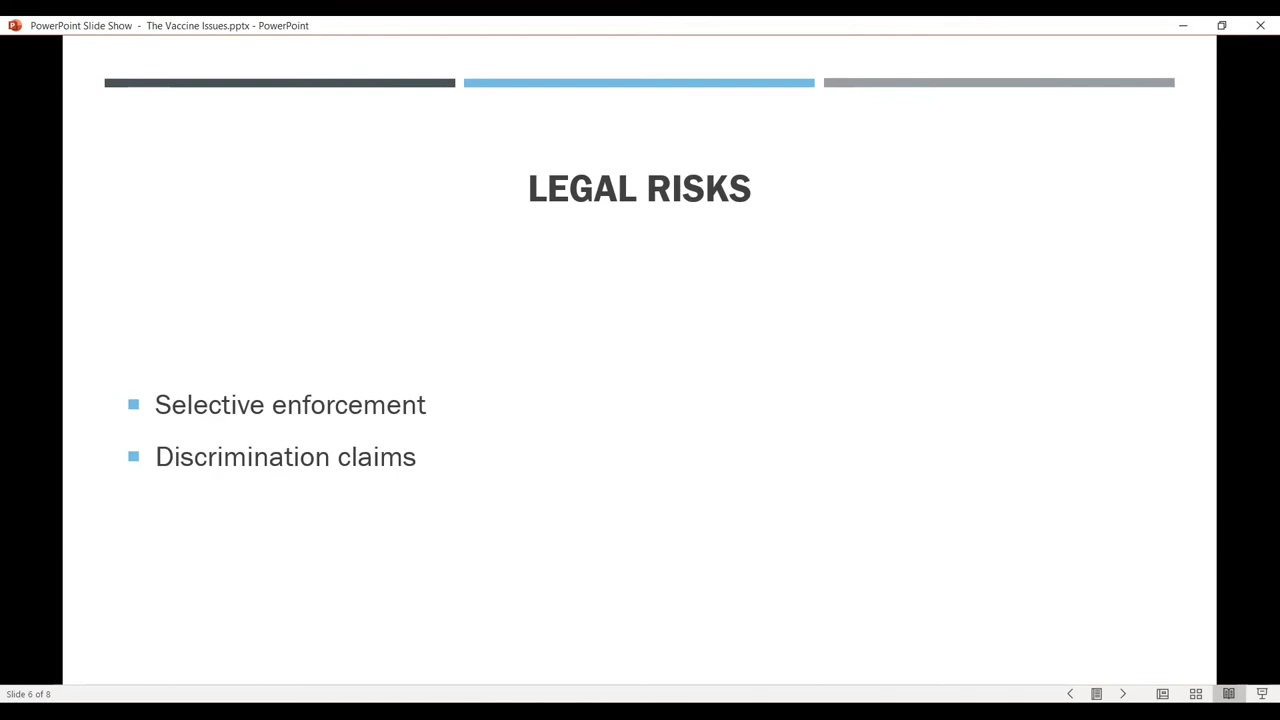 PowerPoint Slide Show - The Vaccine Issues.pptx - PowerPoint
LEGAL RISKS
Selective enforcement
Discrimination claims
Slide 6 of 8